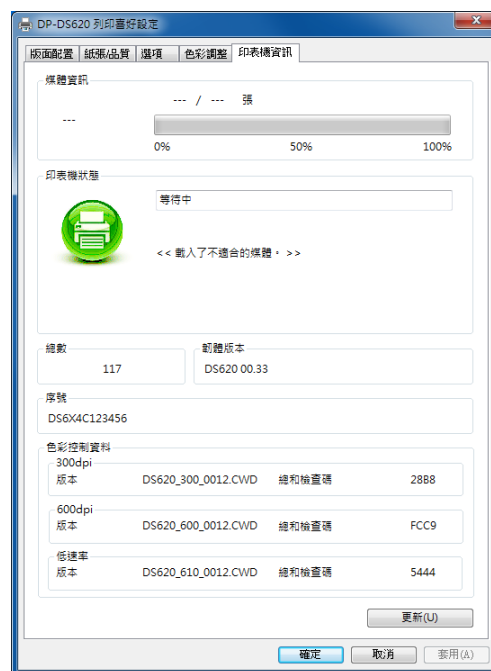 DP-DS620 列印喜好設定
版面配置 紙張/品質 選項 色彩調整 印表機資訊
媒體資訊
--- / --- 張
---
0% 50% 100%
印表機狀態
等待中
<< 載入了不適合的媒體。 >>
總數 韌體版本
117 DS620 00.33
序號
DS6X4C123456
色彩控制資料
300dpi
版本 DS620_300_0012.CWD 總和檢查碼 28B8
600dpi
版本 DS620_600_0012.CWD 總和檢查碼 FCC9
低速率
版本 DS620_610_0012.CWD 總和檢查碼 5444
更新(U)
確定 取消 套用(A)